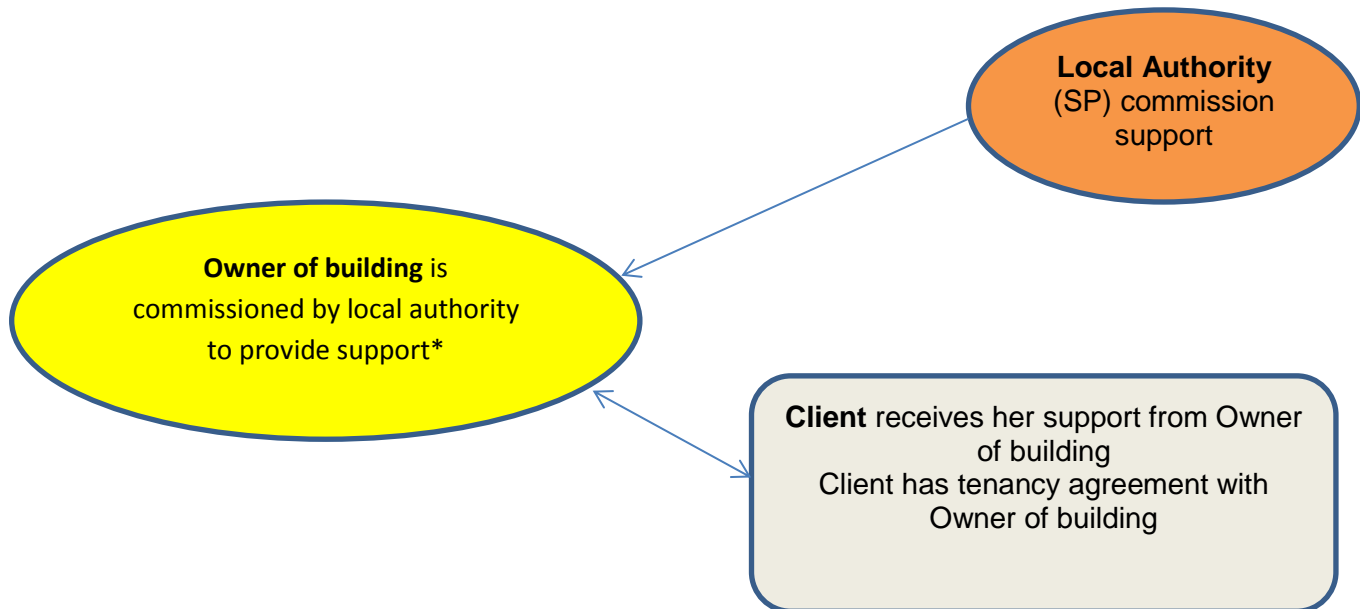 Local Authority
(SP) commission
support
Owner of building is
commissioned by local authority
to provide support*
Client receives her support from Owner
of building
Client has tenancy agreement with
Owner of building